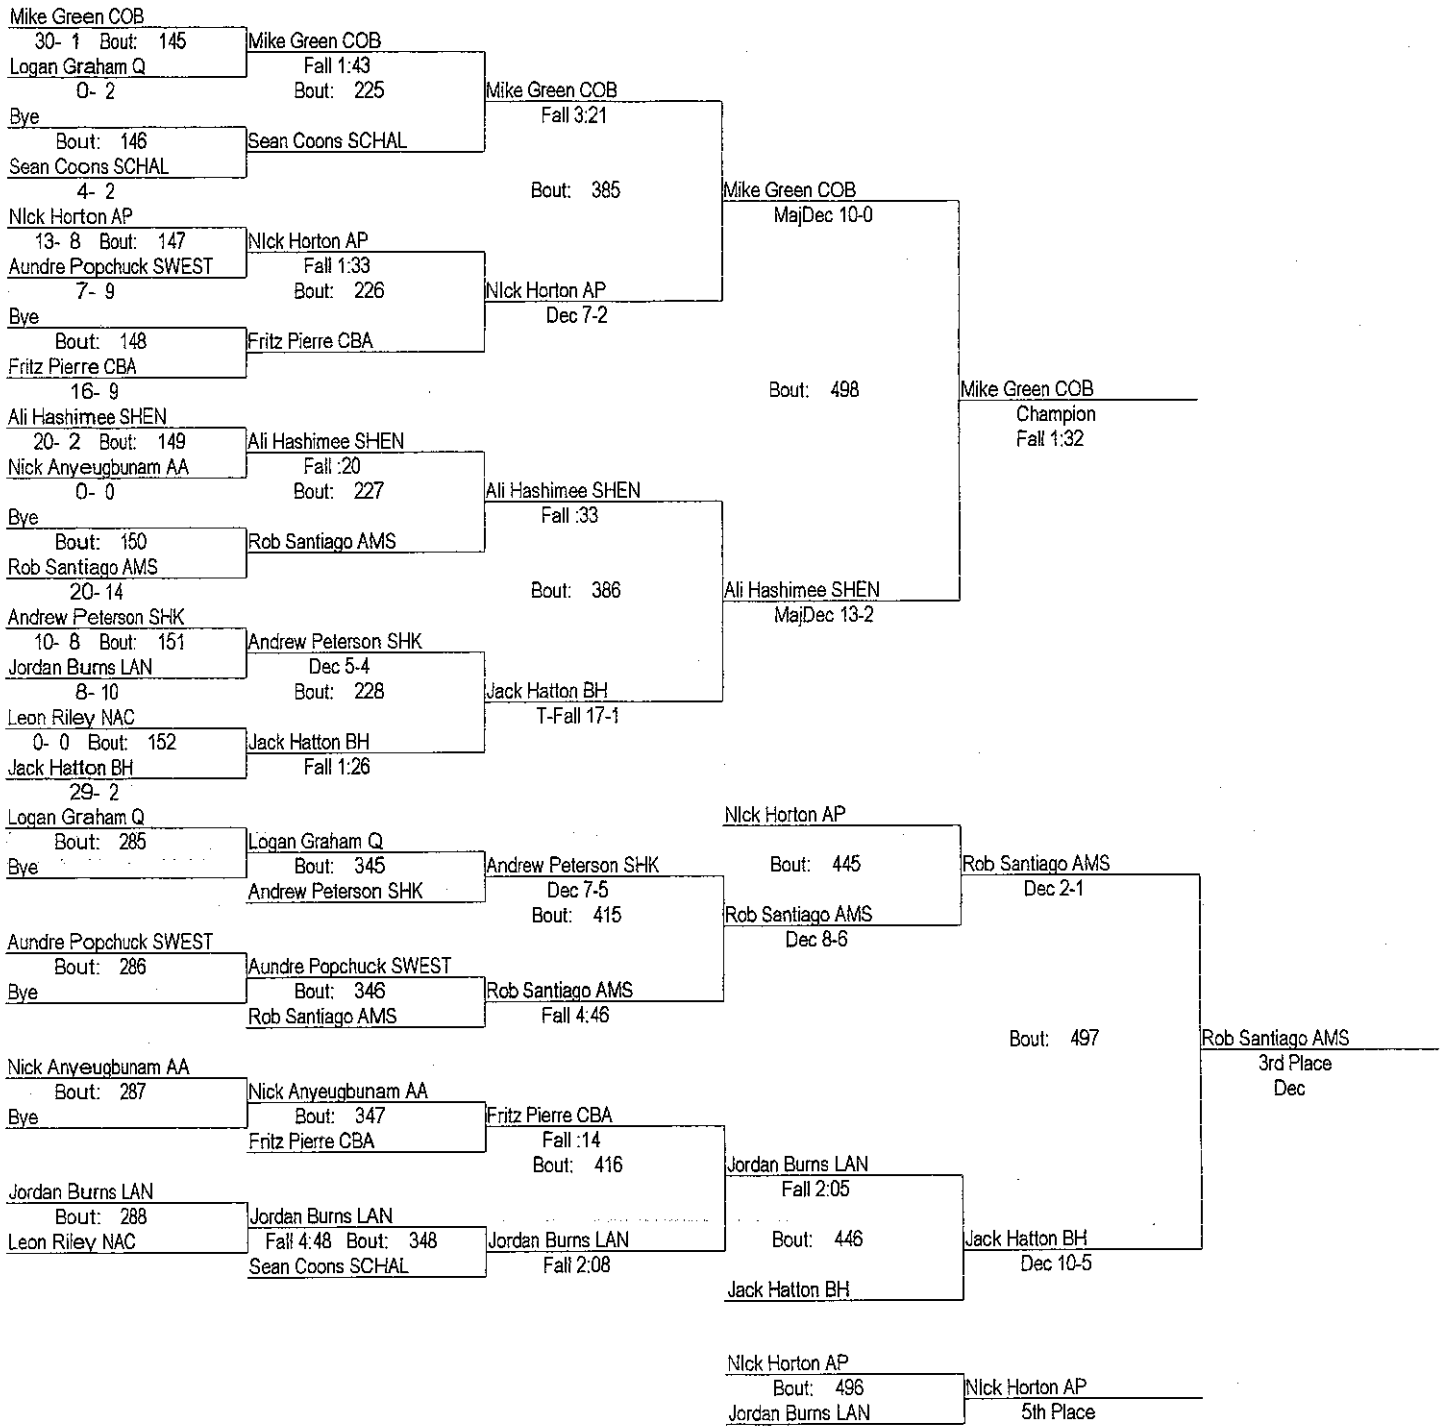 Mike Green COB
30- 1 Bout: 145
Logan Graham Q
0- 2
Bye
Bout: 146
Sean Coons SCHAL
4- 2
NIck Horton AP
13- 8 Bout: 147
Aundre Popchuck SWEST
7- 9
Bye
Bout: 148
Fritz Pierre CBA
16- 9
Ali Hashimee SHEN
20- 2 Bout: 149
Nick Anyeugbunam AA
0- 0
Bye
Bout: 150
Rob Santiago AMS
20- 14
Andrew Peterson SHK
10- 8 Bout: 151
Jordan Burns LAN
8- 10
Leon Riley NAC
0- 0 Bout: 152
Jack Hatton BH
29- 2
Mike Green COB
Fall 1:43
Bout: 225
Sean Coons SCHAL
NIck Horton AP
Fall 1:33
Bout: 226
Fritz Pierre CBA
Ali Hashimee SHEN
Fall :20
Bout: 227
Rob Santiago AMS
Andrew Peterson SHK
Dec 5-4
Bout: 228
Jack Hatton BH
Fall 1:26
Mike Green COB
Fall 3:21
Bout: 385
NIck Horton AP
Dec 7-2
Ali Hashimee SHEN
Fall :33
Bout: 386
Jack Hatton BH
T-Fall 17-1
Mike Green COB
MajDec 10-0
Bout: 498
Ali Hashimee SHEN
MajDec 13-2
Mike Green COB
Champion
Fall 1:32
Logan Graham Q
Bout: 285
Bye
Aundre Popchuck SWEST
Bout: 286
Bye
Nick Anyeugbunam AA
Bout: 287
Bye
Jordan Burns LAN
Bout: 288
Leon Riley NAC
Logan Graham Q
Bout: 345
Andrew Peterson SHK
Aundre Popchuck SWEST
Bout: 346
Rob Santiago AMS
Nick Anyeugbunam AA
Bout: 347
Fritz Pierre CBA
Jordan Burns LAN
Fall 4:48 Bout: 348
Sean Coons SCHAL
Andrew Peterson SHK
Dec 7-5
Bout: 415
Rob Santiago AMS
Fall 4:46
Fritz Pierre CBA
Fall :14
Bout: 416
Jordan Burns LAN
Fall 2:08
NIck Horton AP
Bout: 445
Rob Santiago AMS
Dec 8-6
Jordan Burns LAN
Fall 2:05
Bout: 446
Jack Hatton BH
Rob Santiago AMS
Dec 2-1
Bout: 497
Jack Hatton BH
Dec 10-5
Rob Santiago AMS
3rd Place
Dec
NIck Horton AP
Bout: 496
Jordan Burns LAN
NIck Horton AP
5th Place